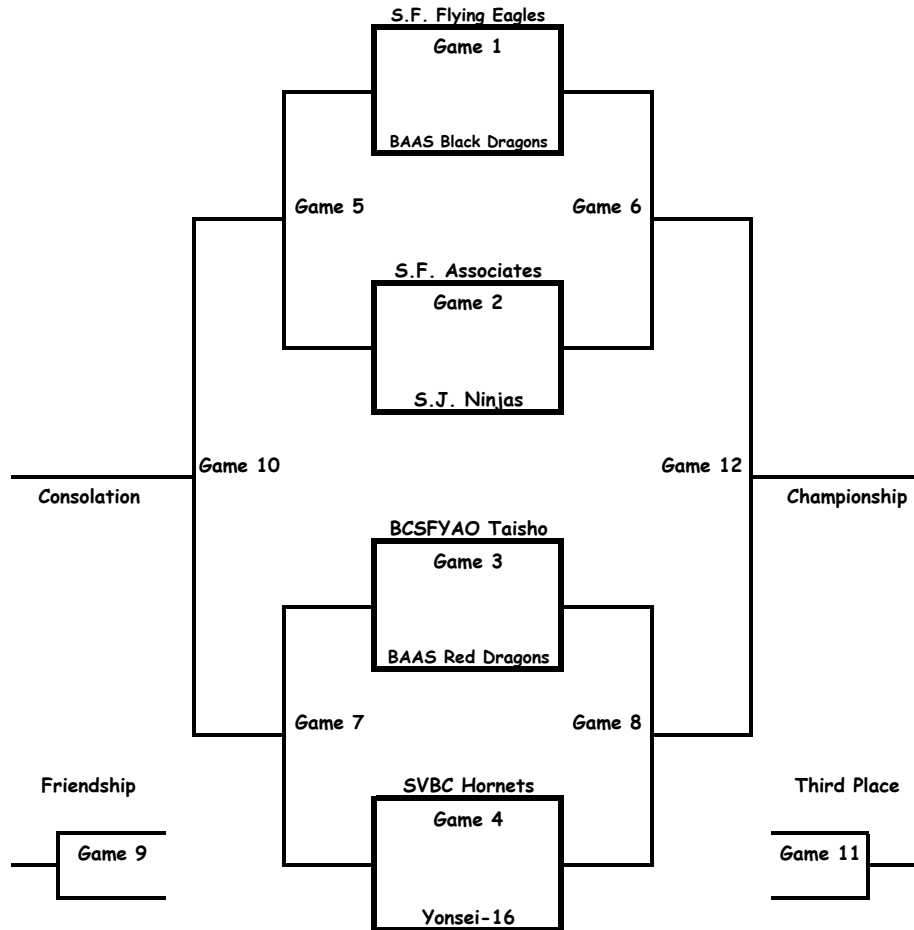 S.F. Flying Eagles
Game 1
BAAS Black Dragons
Game 5
Game 6
S.F. Associates
Game 2
S.J. Ninjas
Game 10
Game 12
Consolation
Championship
BCSFYAO Taisho
Game 3
BAAS Red Dragons
Game 7
Game 8
Friendship
SVBC Hornets
Third Place
Game 4
Game 9
Game 11
Yonsei-16